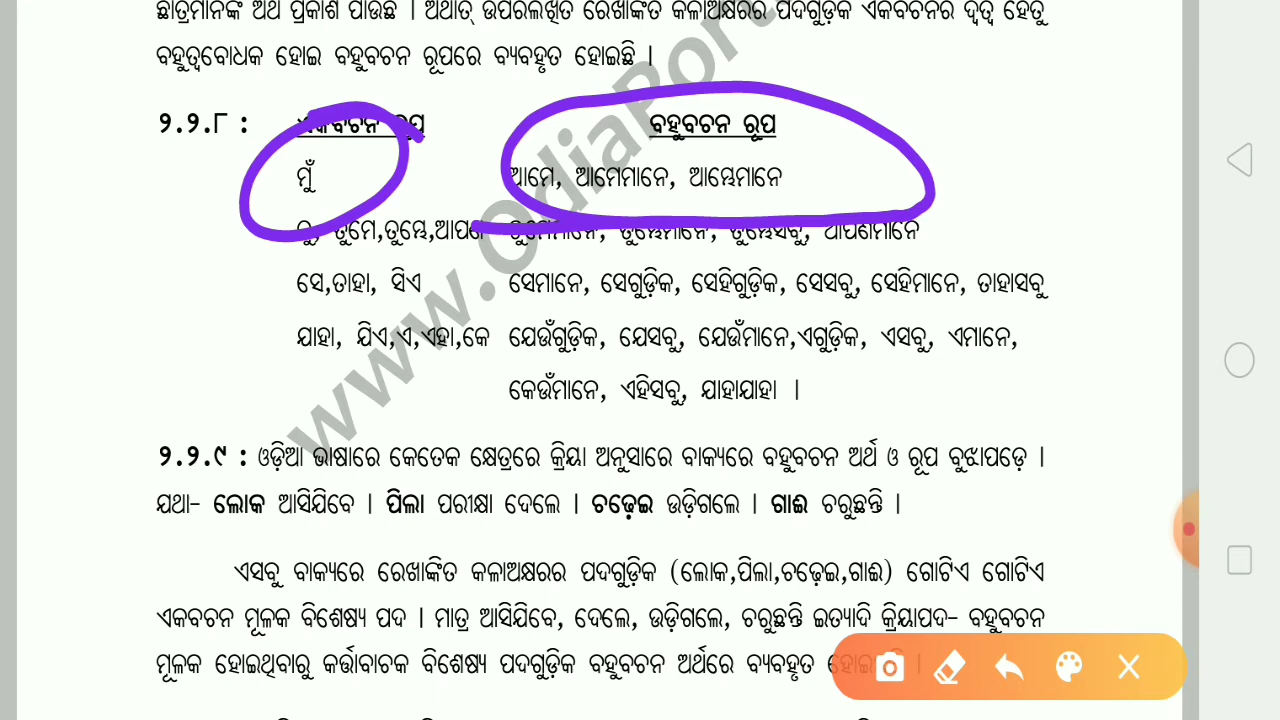 ଛାତ୍ରମାନଙ୍କ ଅର୍ଥ ପ୍ରକାଶ ପାଉଛି । ଅର୍ଥାତ୍ ଉପରଲିଖିତ ରେଖାଙ୍କିତ କଳାଅକ୍ଷରର ପଦଗୁଡ଼ିକ ଏକବଚନର ଦ୍ୱିତ୍ୱ ହେତୁ
ବହୁତ୍ୱବୋଧକ ହୋଇ ବହୁବଚନ ରୂପରେ ବ୍ୟବହୃତ ହୋଇଛି ।
୨.୨.୮ : ଏକବଚନ ରୂପ ବହୁବଚନ ରୂପ
ମୁଁ ଆମେ, ଆମେମାନେ, ଆମ୍ଭେମାନେ
ତୁ, ତୁମେ,ତୁମ୍ଭେ,ଆପଣ ତୁମେମାନେ, ତୁମ୍ଭେମାନେ, ତୁମ୍ଭେସବୁ, ଆପଣମାନେ
ସେ,ତାହା, ସିଏ ସେମାନେ, ସେଗୁଡ଼ିକ, ସେହିଗୁଡ଼ିକ, ସେସବୁ, ସେହିମାନେ, ତାହାସବୁ
ଯାହା, ଯିଏ,ଏ,ଏହା,କେ ଯେଉଁଗୁଡ଼ିକ, ଯେସବୁ, ଯେଉଁମାନେ,ଏଗୁଡ଼ିକ, ଏସବୁ, ଏମାନେ,
କେଉଁମାନେ, ଏହିସବୁ, ଯାହାଯାହା ।
୨.୨.୯ : ଓଡ଼ିଆ ଭାଷାରେ କେତେକ କ୍ଷେତ୍ରରେ କ୍ରିୟା ଅନୁସାରେ ବାକ୍ୟରେ ବହୁବଚନ ଅର୍ଥ ଓ ରୂପ ବୁଝାପଡ଼େ ।
ଯଥା- ଲୋକ ଆସିଯିବେ । ପିଲା ପରୀକ୍ଷା ଦେଲେ । ଚଢ଼େଇ ଉଡ଼ିଗଲେ । ଗାଈ ଚରୁଛନ୍ତି ।
ଏସବୁ ବାକ୍ୟରେ ରେଖାଙ୍କିତ କଳାଅକ୍ଷରର ପଦଗୁଡ଼ିକ (ଲୋକ,ପିଲା,ଚଢ଼େଇ,ଗାଈ) ଗୋଟିଏ ଗୋଟିଏ
ଏକବଚନ ମୂଳକ ବିଶେଷ୍ୟ ପଦ । ମାତ୍ର ଆସିଯିବେ, ଦେଲେ, ଉଡ଼ିଗଲେ, ଚରୁଛନ୍ତି ଇତ୍ୟାଦି କ୍ରିୟାପଦ- ବହୁବଚନ
ମୂଳକ ହୋଇଥିବାରୁ କର୍ତ୍ତାବାଚକ ବିଶେଷ୍ୟ ପଦଗୁଡ଼ିକ ବହୁବଚନ ଅର୍ଥରେ ବ୍ୟବହୃତ
www.OdiaPort